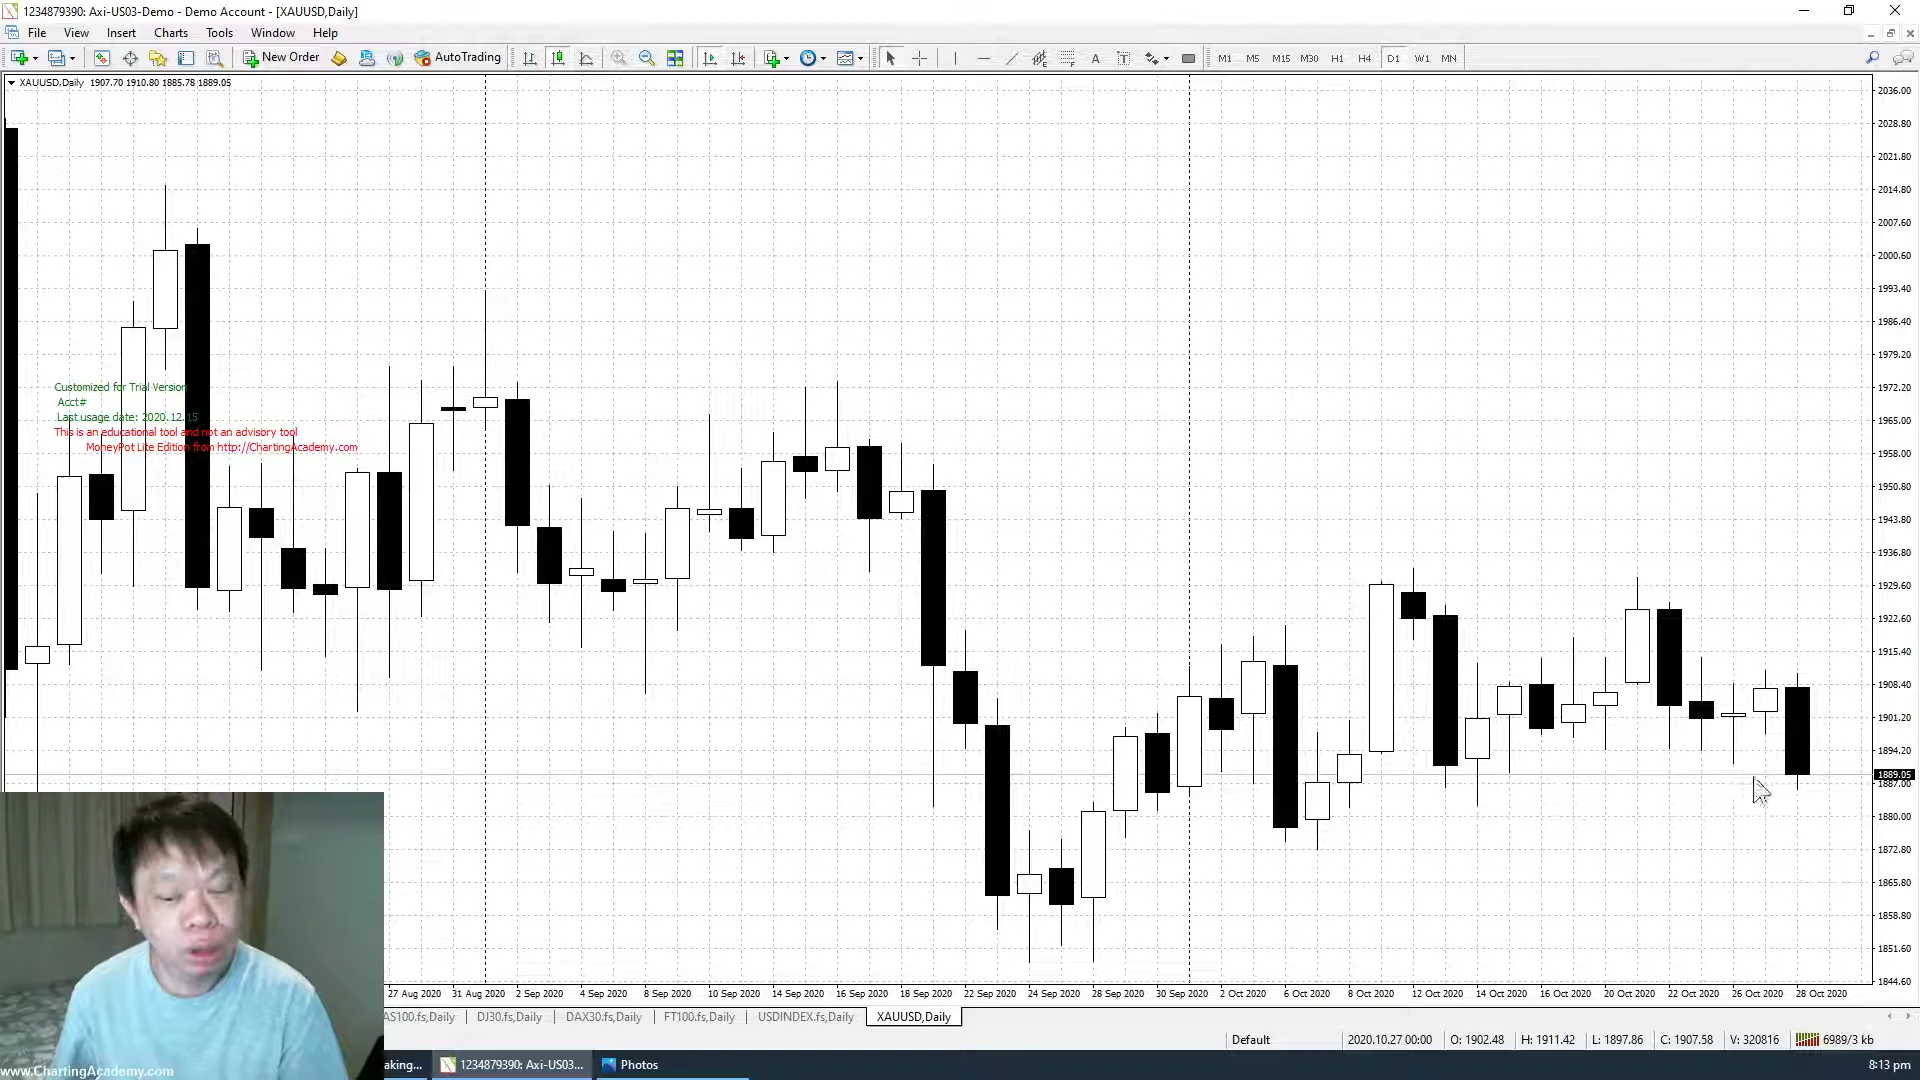 1234879390: Axi-US03-Demo - Demo Account - [XAUUSD,Daily]
File View Insert Charts Tools Window Help
New Order AutoTrading A T M1 M5 M15 M30 H1 H4 D1 W1 MN
XAUUSD,Daily 1907.70 1910.80 1885.78 1889.05
2036.00
2028.80
2021.80
2014.80
2007.60
2000.60
1993.40
1986.40
1979.20
1972.20
1965.00
1958.00
1950.80
1943.80
1936.80
1929.60
1922.60
1915.40
1908.40
1901.20
1894.20
1889.05
1887.00
1880.00
1872.80
1865.80
1858.80
1851.60
1844.60
Customized for Trial Version
Acct#
Last usage date: 2020.12.15
This is an educational tool and not an advisory tool
MoneyPot Lite Edition from http://ChartingAcademy.com
27 Aug 2020 31 Aug 2020 2 Sep 2020 4 Sep 2020 8 Sep 2020 10 Sep 2020 14 Sep 2020 16 Sep 2020 18 Sep 2020 22 Sep 2020 24 Sep 2020 28 Sep 2020 30 Sep 2020 2 Oct 2020 6 Oct 2020 8 Oct 2020 12 Oct 2020 14 Oct 2020 16 Oct 2020 20 Oct 2020 22 Oct 2020 26 Oct 2020 28 Oct 2020
AS100.fs,Daily DJ30.fs,Daily DAX30.fs,Daily FT100.fs,Daily USDINDEX.fs,Daily XAUUSD,Daily
Default 2020.10.27 00:00 O: 1902.48 H: 1911.42 L: 1897.86 C: 1907.58 V: 320816 6989/3 kb
aking... 1234879390: Axi-US03... Photos 8:13 pm
www.ChartingAcademy.com